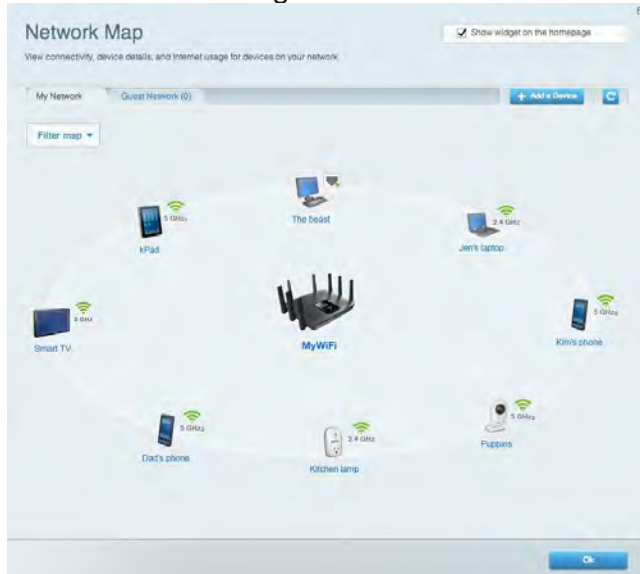 Network Map
Show widget on the homepage
View connectivity, device details, and Internet usage for devices on your network
My Network
Guest Network (0)
+ Add a Device
Filter map
The beast
5 GHz
kPad
2.4 GHz
Jen's laptop
5 GHz
Smart TV
MyWiFi
5 GHz
Kim's phone
5 GHz
Dad's phone
2.4 GHz
Kitchen lamp
5 GHz
Puppies
Ok